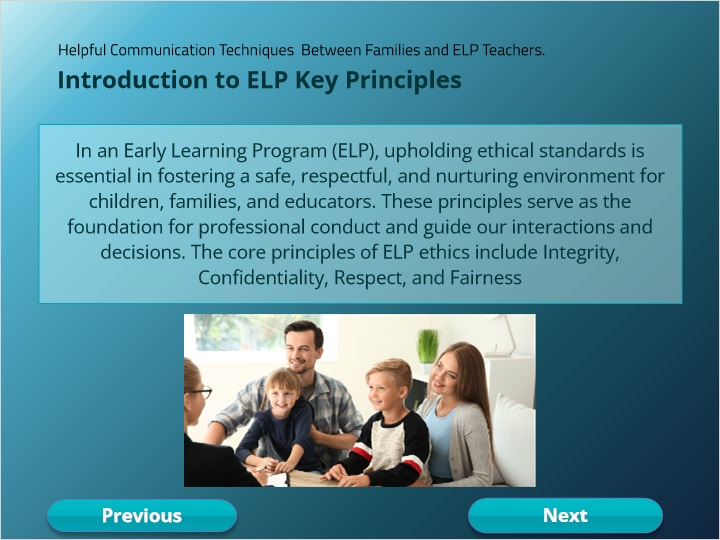 Helpful Communication Techniques  Between Families and ELP Teachers.
Introduction to ELP Key Principles
In an Early Learning Program (ELP), upholding ethical standards is
essential in fostering a safe, respectful, and nurturing environment for
children, families, and educators. These principles serve as the
foundation for professional conduct and guide our interactions and
decisions. The core principles of ELP ethics include Integrity,
Confidentiality, Respect, and Fairness
Previous
Next